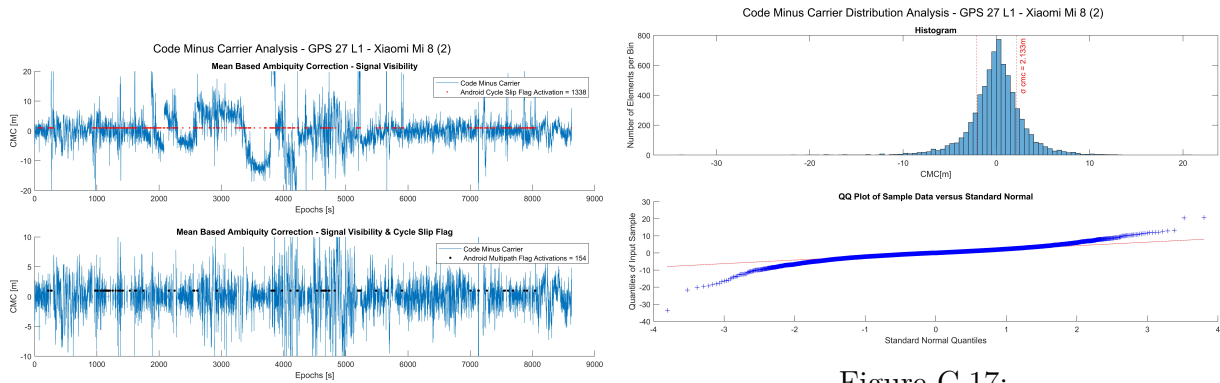 Code Minus Carrier Analysis - GPS 27 L1 - Xiaomi Mi 8 (2)
Mean Based Ambiquity Correction - Signal Visibility
CMC [m]
20
10
0
-10
-20
Code Minus Carrier
Android Cycle Slip Flag Activation = 1338
0 1000 2000 3000 4000 5000 6000 7000 8000 9000
Epochs [s]
Mean Based Ambiquity Correction - Signal Visibility & Cycle Slip Flag
CMC [m]
10
5
0
-5
-10
Code Minus Carrier
Android Multipath Flag Activations = 154
0 1000 2000 3000 4000 5000 6000 7000 8000 9000
Epochs [s]
Code Minus Carrier Distribution Analysis - GPS 27 L1 - Xiaomi Mi 8 (2)
Histogram
Number of Elements per Bin
800
600
400
200
0
σ cmc = 2.133m
-30 -20 -10 0 10 20
CMC[m]
QQ Plot of Sample Data versus Standard Normal
Quantiles of Input Sample
30
20
10
0
-10
-20
-30
-40
-4 -3 -2 -1 0 1 2 3 4
Standard Normal Quantiles
Figure C.17: